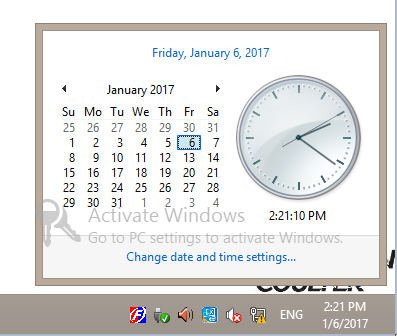 Friday, January 6, 2017
January 2017
Su Mo Tu We Th Fr Sa
25 26 27 28 29 30 31
1 2 3 4 5 6 7
8 9 10 11 12 13 14
15 16 17 18 19 20 21
22 23 24 25 26 27 28
29 30 31 1 2 3 4
2:21:10 PM
Activate Windows
Go to PC settings to activate Windows.
Change date and time settings...
ENG
2:21 PM
1/6/2017